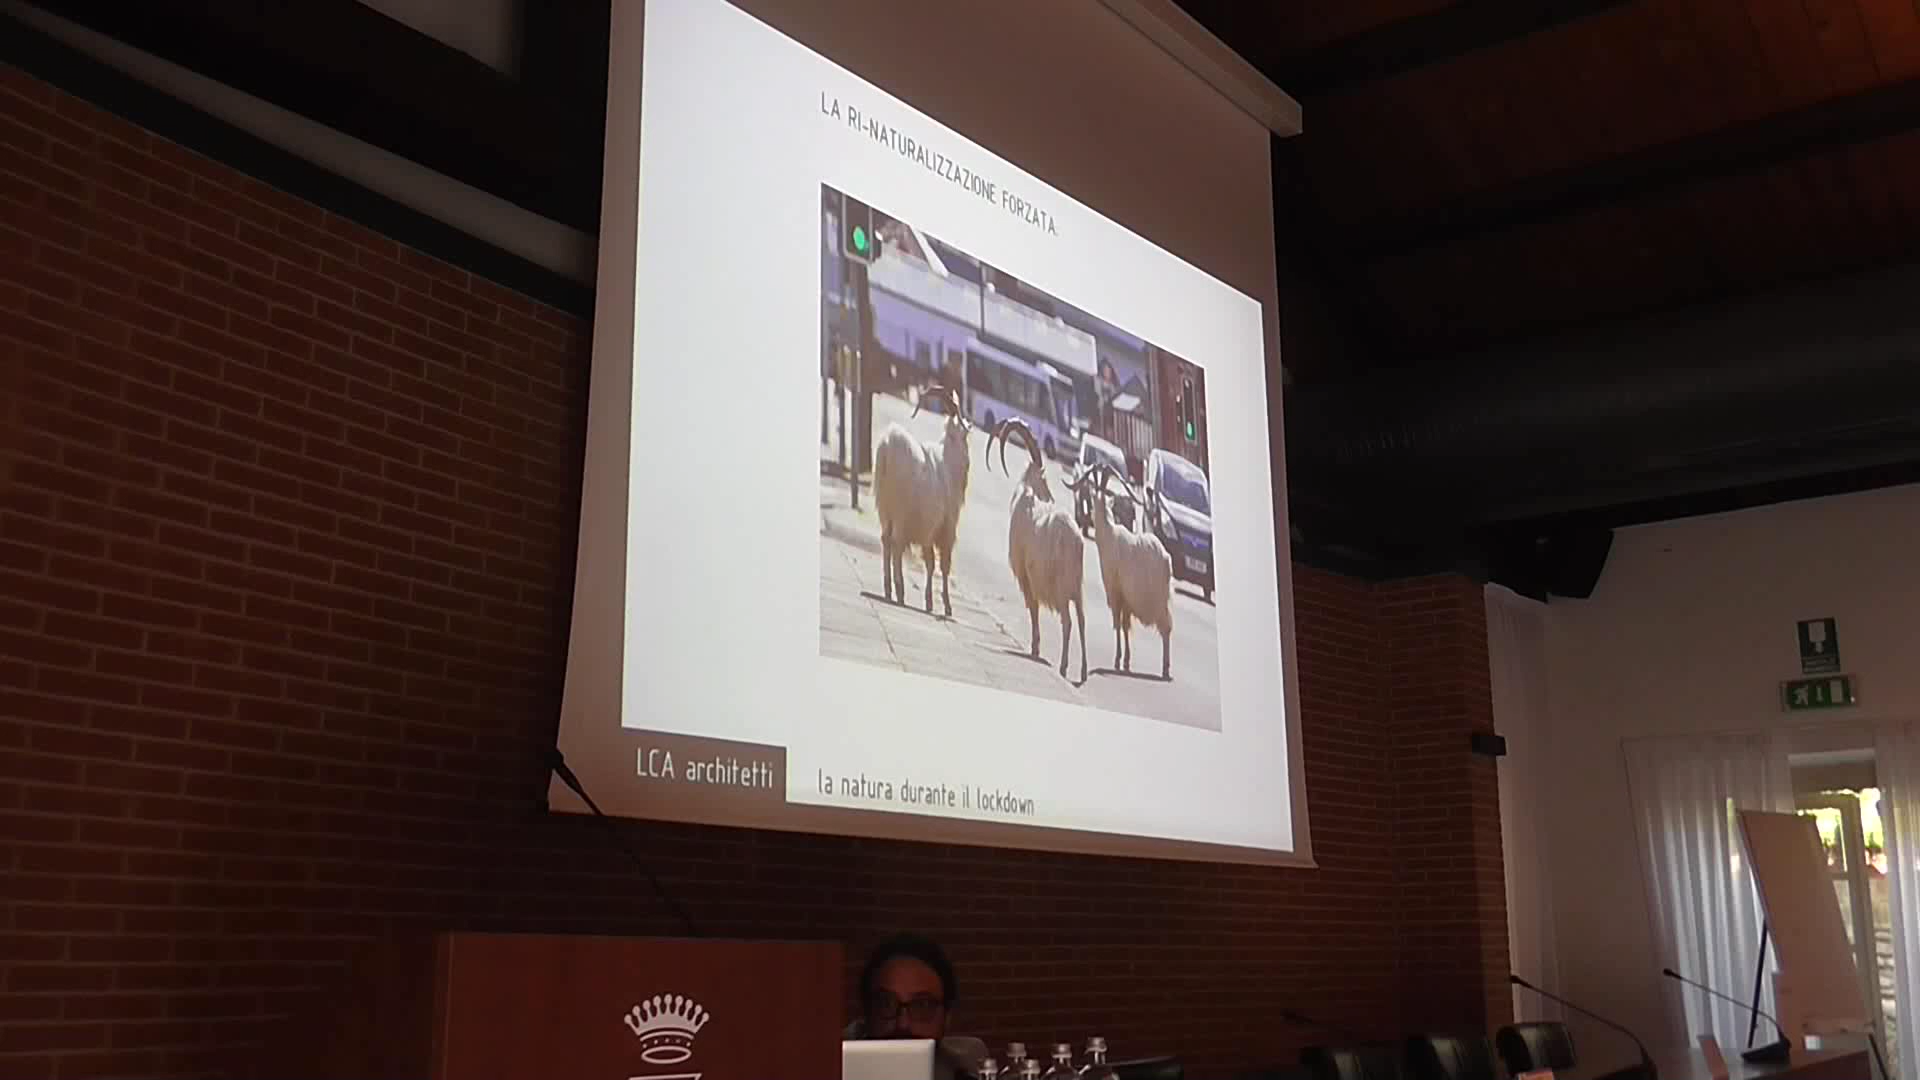 LA RI-NATURALIZZAZIONE FORZATA:
LCA architetti
la natura durante il lockdown